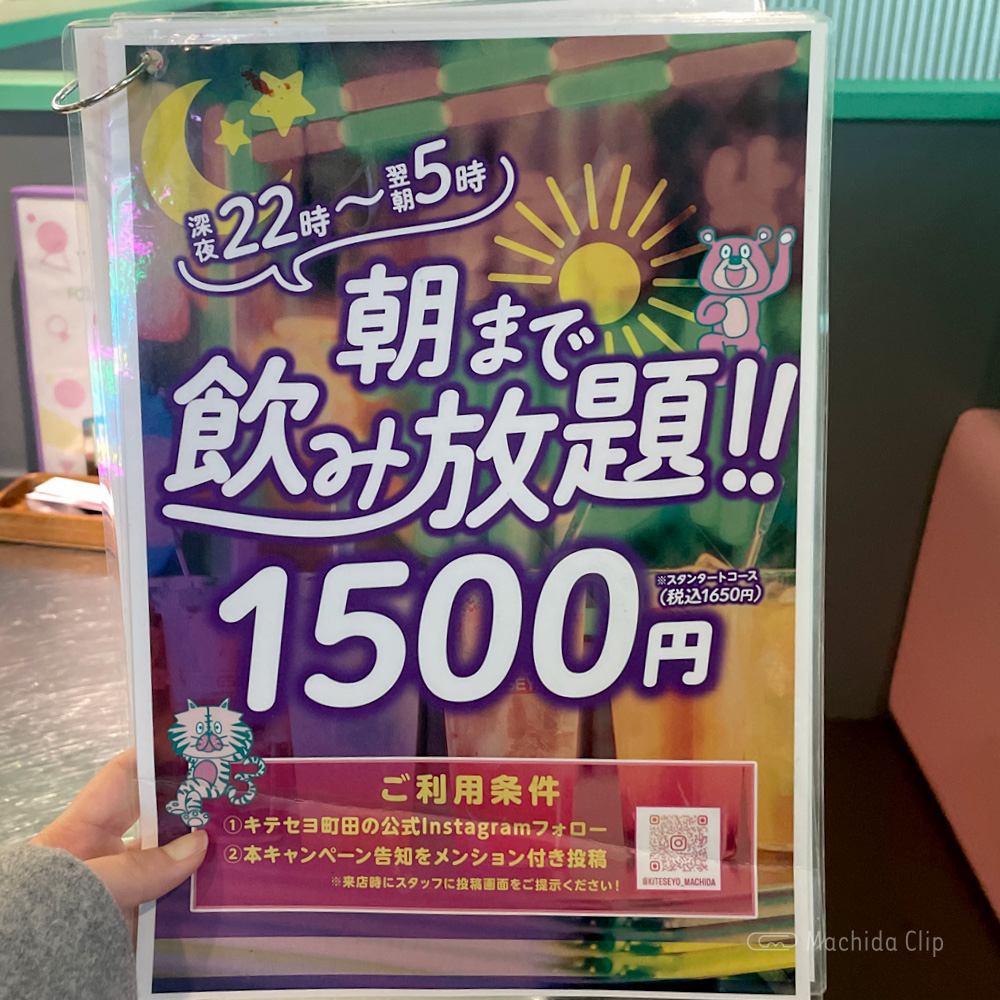 深夜22時～翌朝5時
朝まで
飲み放題!!
1500円
※スタンダートコース
(税込1650円)
ご利用条件
①キテセヨ町田の公式Instagramフォロー
②本キャンペーン告知をメンション付き投稿
※来店時にスタッフに投稿画面をご提示ください!
@KITESEYO_MACHIDA
Machida Clip